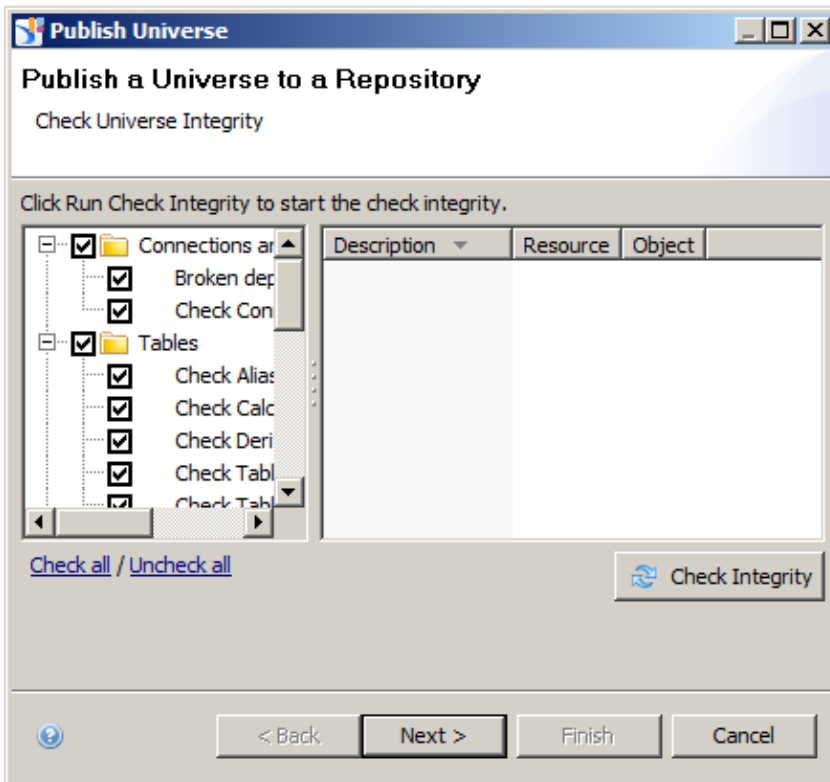 Publish Universe
Publish a Universe to a Repository
Check Universe Integrity
Click Run Check Integrity to start the check integrity.
Connections ar
Broken dep
Check Con
Tables
Check Alias
Check Calc
Check Deri
Check Tabl
Check Tabl
Description
Resource
Object
Check all / Uncheck all
Check Integrity
< Back
Next >
Finish
Cancel